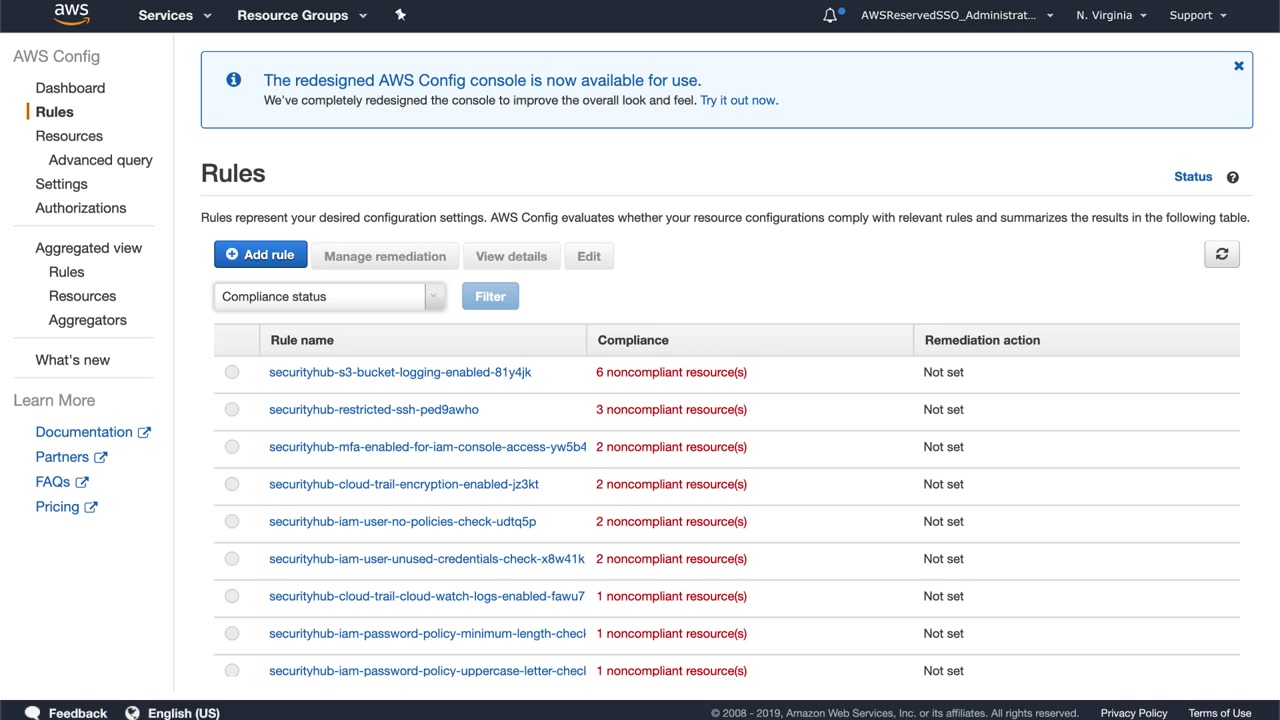 aws Services Resource Groups AWSReservedSSO_Administrat... N. Virginia Support
AWS Config
Dashboard
Rules
Resources
Advanced query
Settings
Authorizations
Aggregated view
Rules
Resources
Aggregators
What's new
Learn More
Documentation
Partners
FAQs
Pricing
The redesigned AWS Config console is now available for use.
We've completely redesigned the console to improve the overall look and feel. Try it out now.
Rules
Status
Rules represent your desired configuration settings. AWS Config evaluates whether your resource configurations comply with relevant rules and summarizes the results in the following table.
Add rule Manage remediation View details Edit
Compliance status Filter
Rule name Compliance Remediation action
securityhub-s3-bucket-logging-enabled-81y4jk 6 noncompliant resource(s) Not set
securityhub-restricted-ssh-ped9awho 3 noncompliant resource(s) Not set
securityhub-mfa-enabled-for-iam-console-access-yw5b4 2 noncompliant resource(s) Not set
securityhub-cloud-trail-encryption-enabled-jz3kt 2 noncompliant resource(s) Not set
securityhub-iam-user-no-policies-check-udtq5p 2 noncompliant resource(s) Not set
securityhub-iam-user-unused-credentials-check-x8w41k 2 noncompliant resource(s) Not set
securityhub-cloud-trail-cloud-watch-logs-enabled-fawu7 1 noncompliant resource(s) Not set
securityhub-iam-password-policy-minimum-length-check 1 noncompliant resource(s) Not set
securityhub-iam-password-policy-uppercase-letter-check 1 noncompliant resource(s) Not set
Feedback English (US) © 2008 - 2019, Amazon Web Services, Inc. or its affiliates. All rights reserved. Privacy Policy Terms of Use